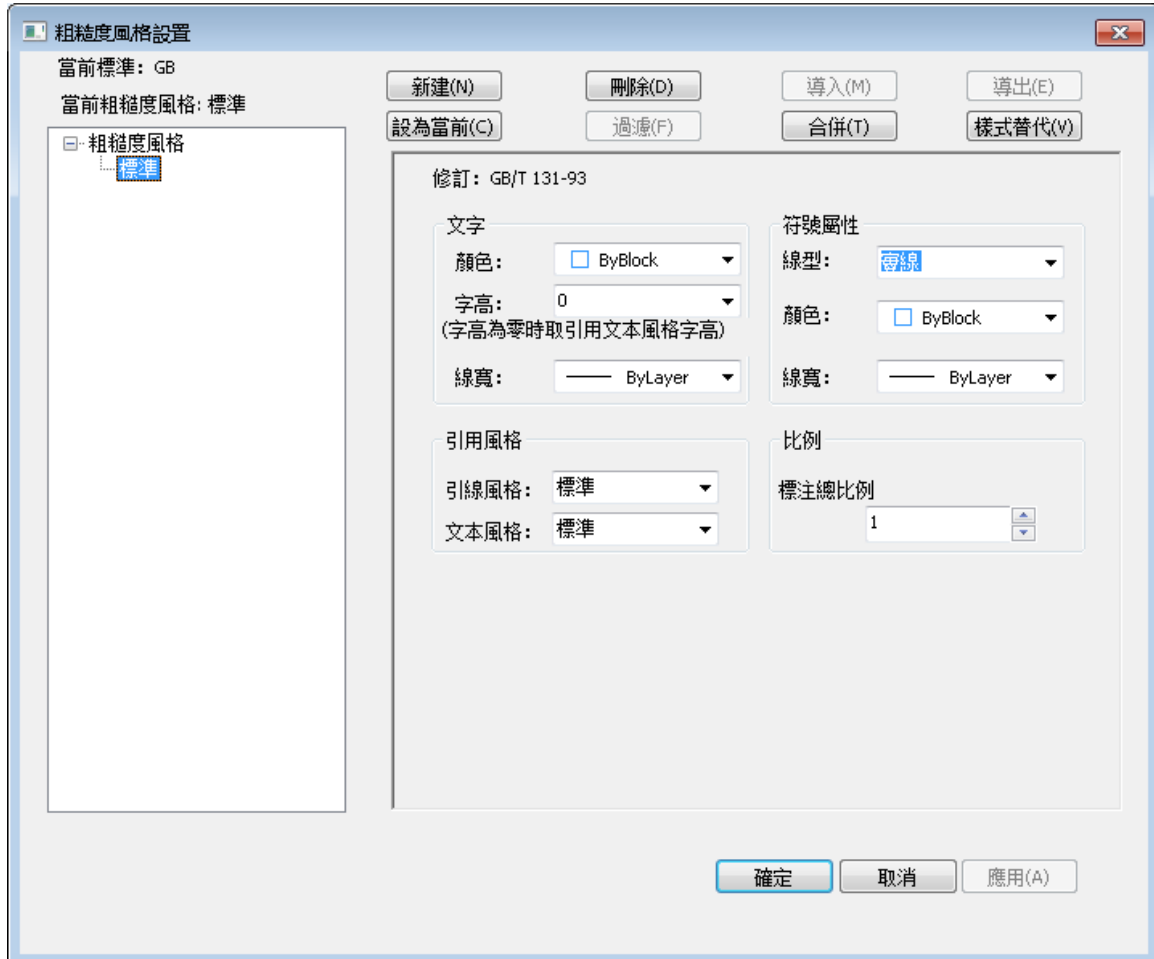 粗糙度風格設置
當前標準：GB
當前粗糙度風格：標準
新建(N) 刪除(D) 導入(M) 導出(E)
設為當前(C) 過濾(F) 合併(T) 樣式替代(V)
粗糙度風格
標準
修訂：GB/T 131-93
文字
顏色： ByBlock
字高： 0
(字高為零時取引用文本風格字高)
線寬： ByLayer
符號屬性
線型： 實線
顏色： ByBlock
線寬： ByLayer
引用風格
引線風格： 標準
文本風格： 標準
比例
標注總比例
1
確定 取消 應用(A)